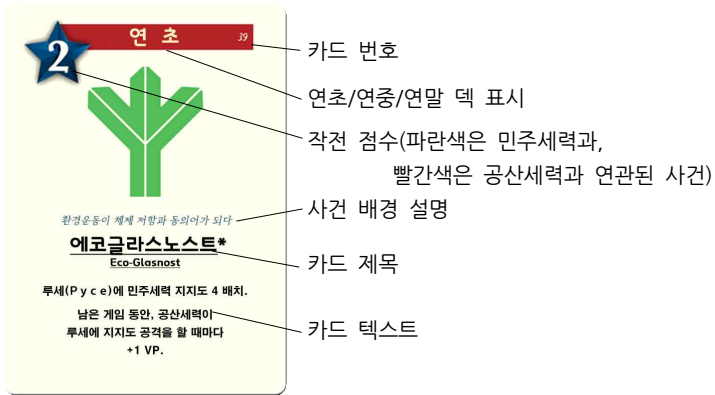 연 초
39
2
환경운동이 체제 저항과 동의어가 되다
에코글라스노스트*
Eco-Glasnost
루세(Русе)에 민주세력 지지도 4 배치.
남은 게임 동안, 공산세력이
루세에 지지도 공격을 할 때마다
+1 VP.
카드 번호
연초/연중/연말 덱 표시
작전 점수(파란색은 민주세력과,
빨간색은 공산세력과 연관된 사건)
사건 배경 설명
카드 제목
카드 텍스트